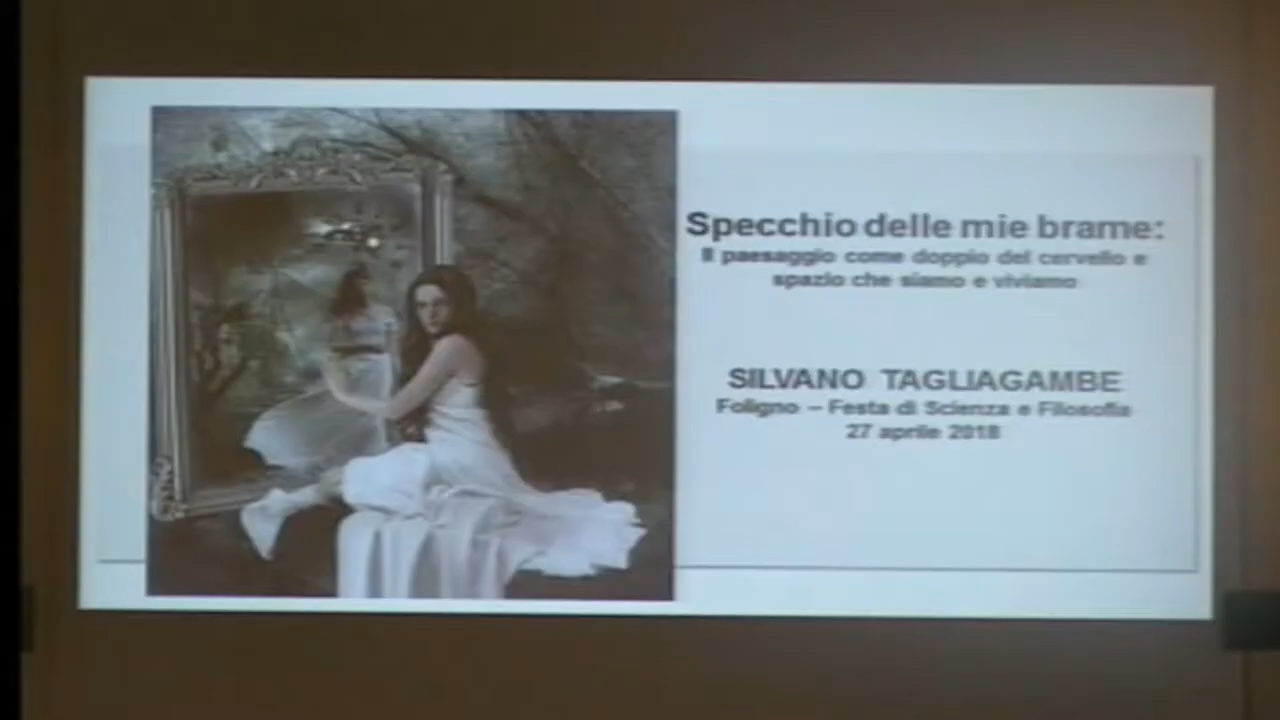 Specchio delle mie brame:
Il paesaggio come doppio del cervello e
spazio che siamo e viviamo
SILVANO TAGLIAGAMBE
Foligno – Festa di Scienza e Filosofia
27 aprile 2018